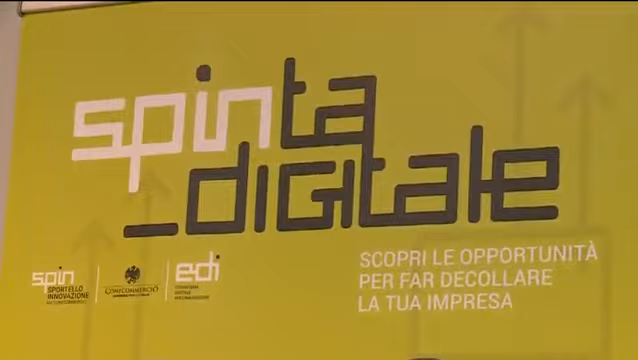 spinta
_digitale
SCOPRI LE OPPORTUNITÀ
PER FAR DECOLLARE
LA TUA IMPRESA
spin
SPORTELLO
INNOVAZIONE
CONFCOMMERCIO
edi